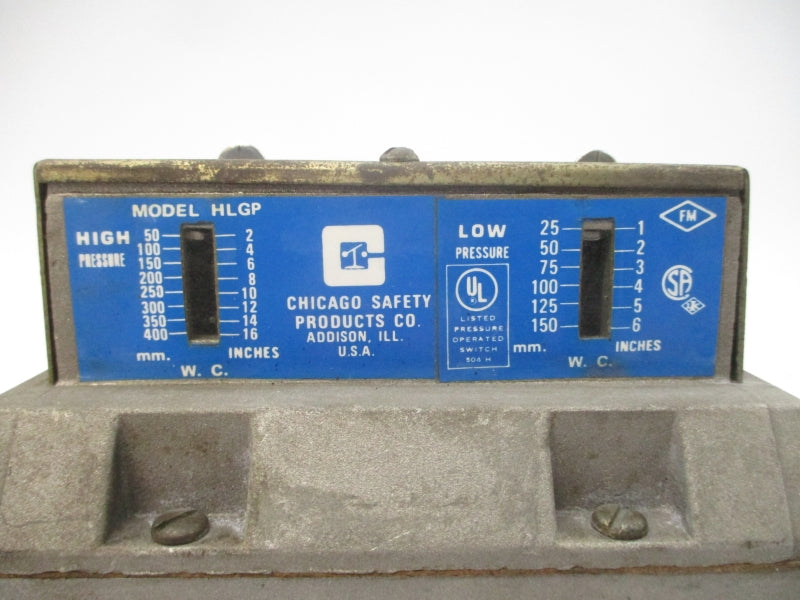 MODEL HLGP
HIGH
PRESSURE
50 2
100 4
150 6
200 8
250 10
300 12
350 14
400 16
mm. INCHES
W. C.
C
CHICAGO SAFETY
PRODUCTS CO.
ADDISON, ILL.
U.S.A.
LOW
PRESSURE
UL
LISTED
PRESSURE
OPERATED
SWITCH
506 H
25 1
50 2
75 3
100 4
125 5
150 6
mm. INCHES
W. C.
FM
SA